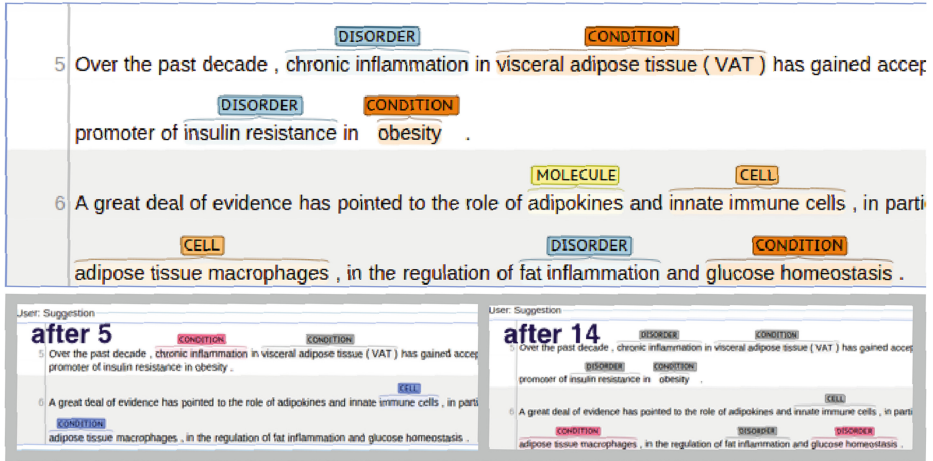 DISORDER CONDITION
5 Over the past decade , chronic inflammation in visceral adipose tissue ( VAT ) has gained accep
DISORDER CONDITION
promoter of insulin resistance in obesity .
MOLECULE CELL
6 A great deal of evidence has pointed to the role of adipokines and innate immune cells , in parti
CELL DISORDER CONDITION
adipose tissue macrophages , in the regulation of fat inflammation and glucose homeostasis .
User: Suggestion
after 5
CONDITION CONDITION
5 Over the past decade , chronic inflammation in visceral adipose tissue ( VAT ) has gained accep
promoter of insulin resistance in obesity .
CELL
6 A great deal of evidence has pointed to the role of adipokines and innate immune cells , in parti
CONDITION
adipose tissue macrophages , in the regulation of fat inflammation and glucose homeostasis .
User: Suggestion
after 14
DISORDER CONDITION
5 Over the past decade , chronic inflammation in visceral adipose tissue ( VAT ) has gained accep
DISORDER CONDITION
promoter of insulin resistance in obesity .
CELL
6 A great deal of evidence has pointed to the role of adipokines and innate immune cells , in parti
CONDITION DISORDER DISORDER
adipose tissue macrophages , in the regulation of fat inflammation and glucose homeostasis .